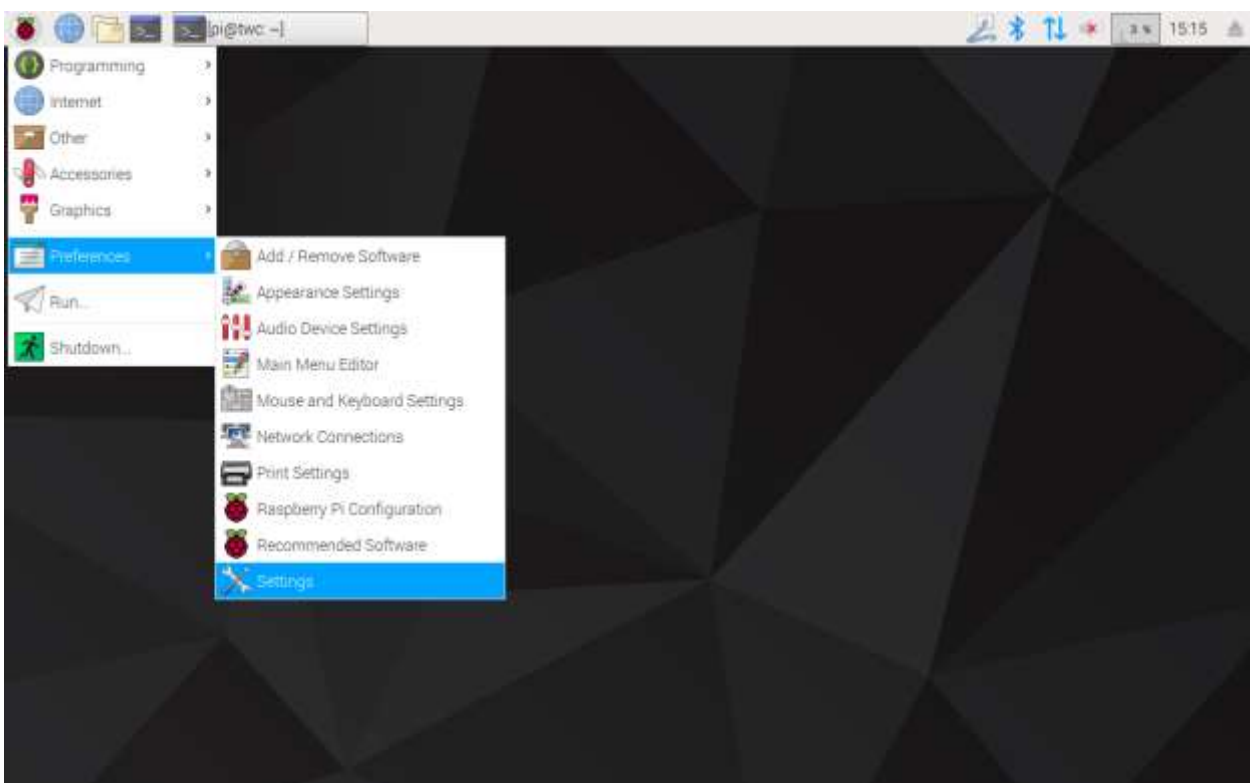 [pi@twc: ~]
3 %
15:15
Programming
Internet
Other
Accessories
Graphics
Preferences
Run...
Shutdown...
Add / Remove Software
Appearance Settings
Audio Device Settings
Main Menu Editor
Mouse and Keyboard Settings
Network Connections
Print Settings
Raspberry Pi Configuration
Recommended Software
Settings